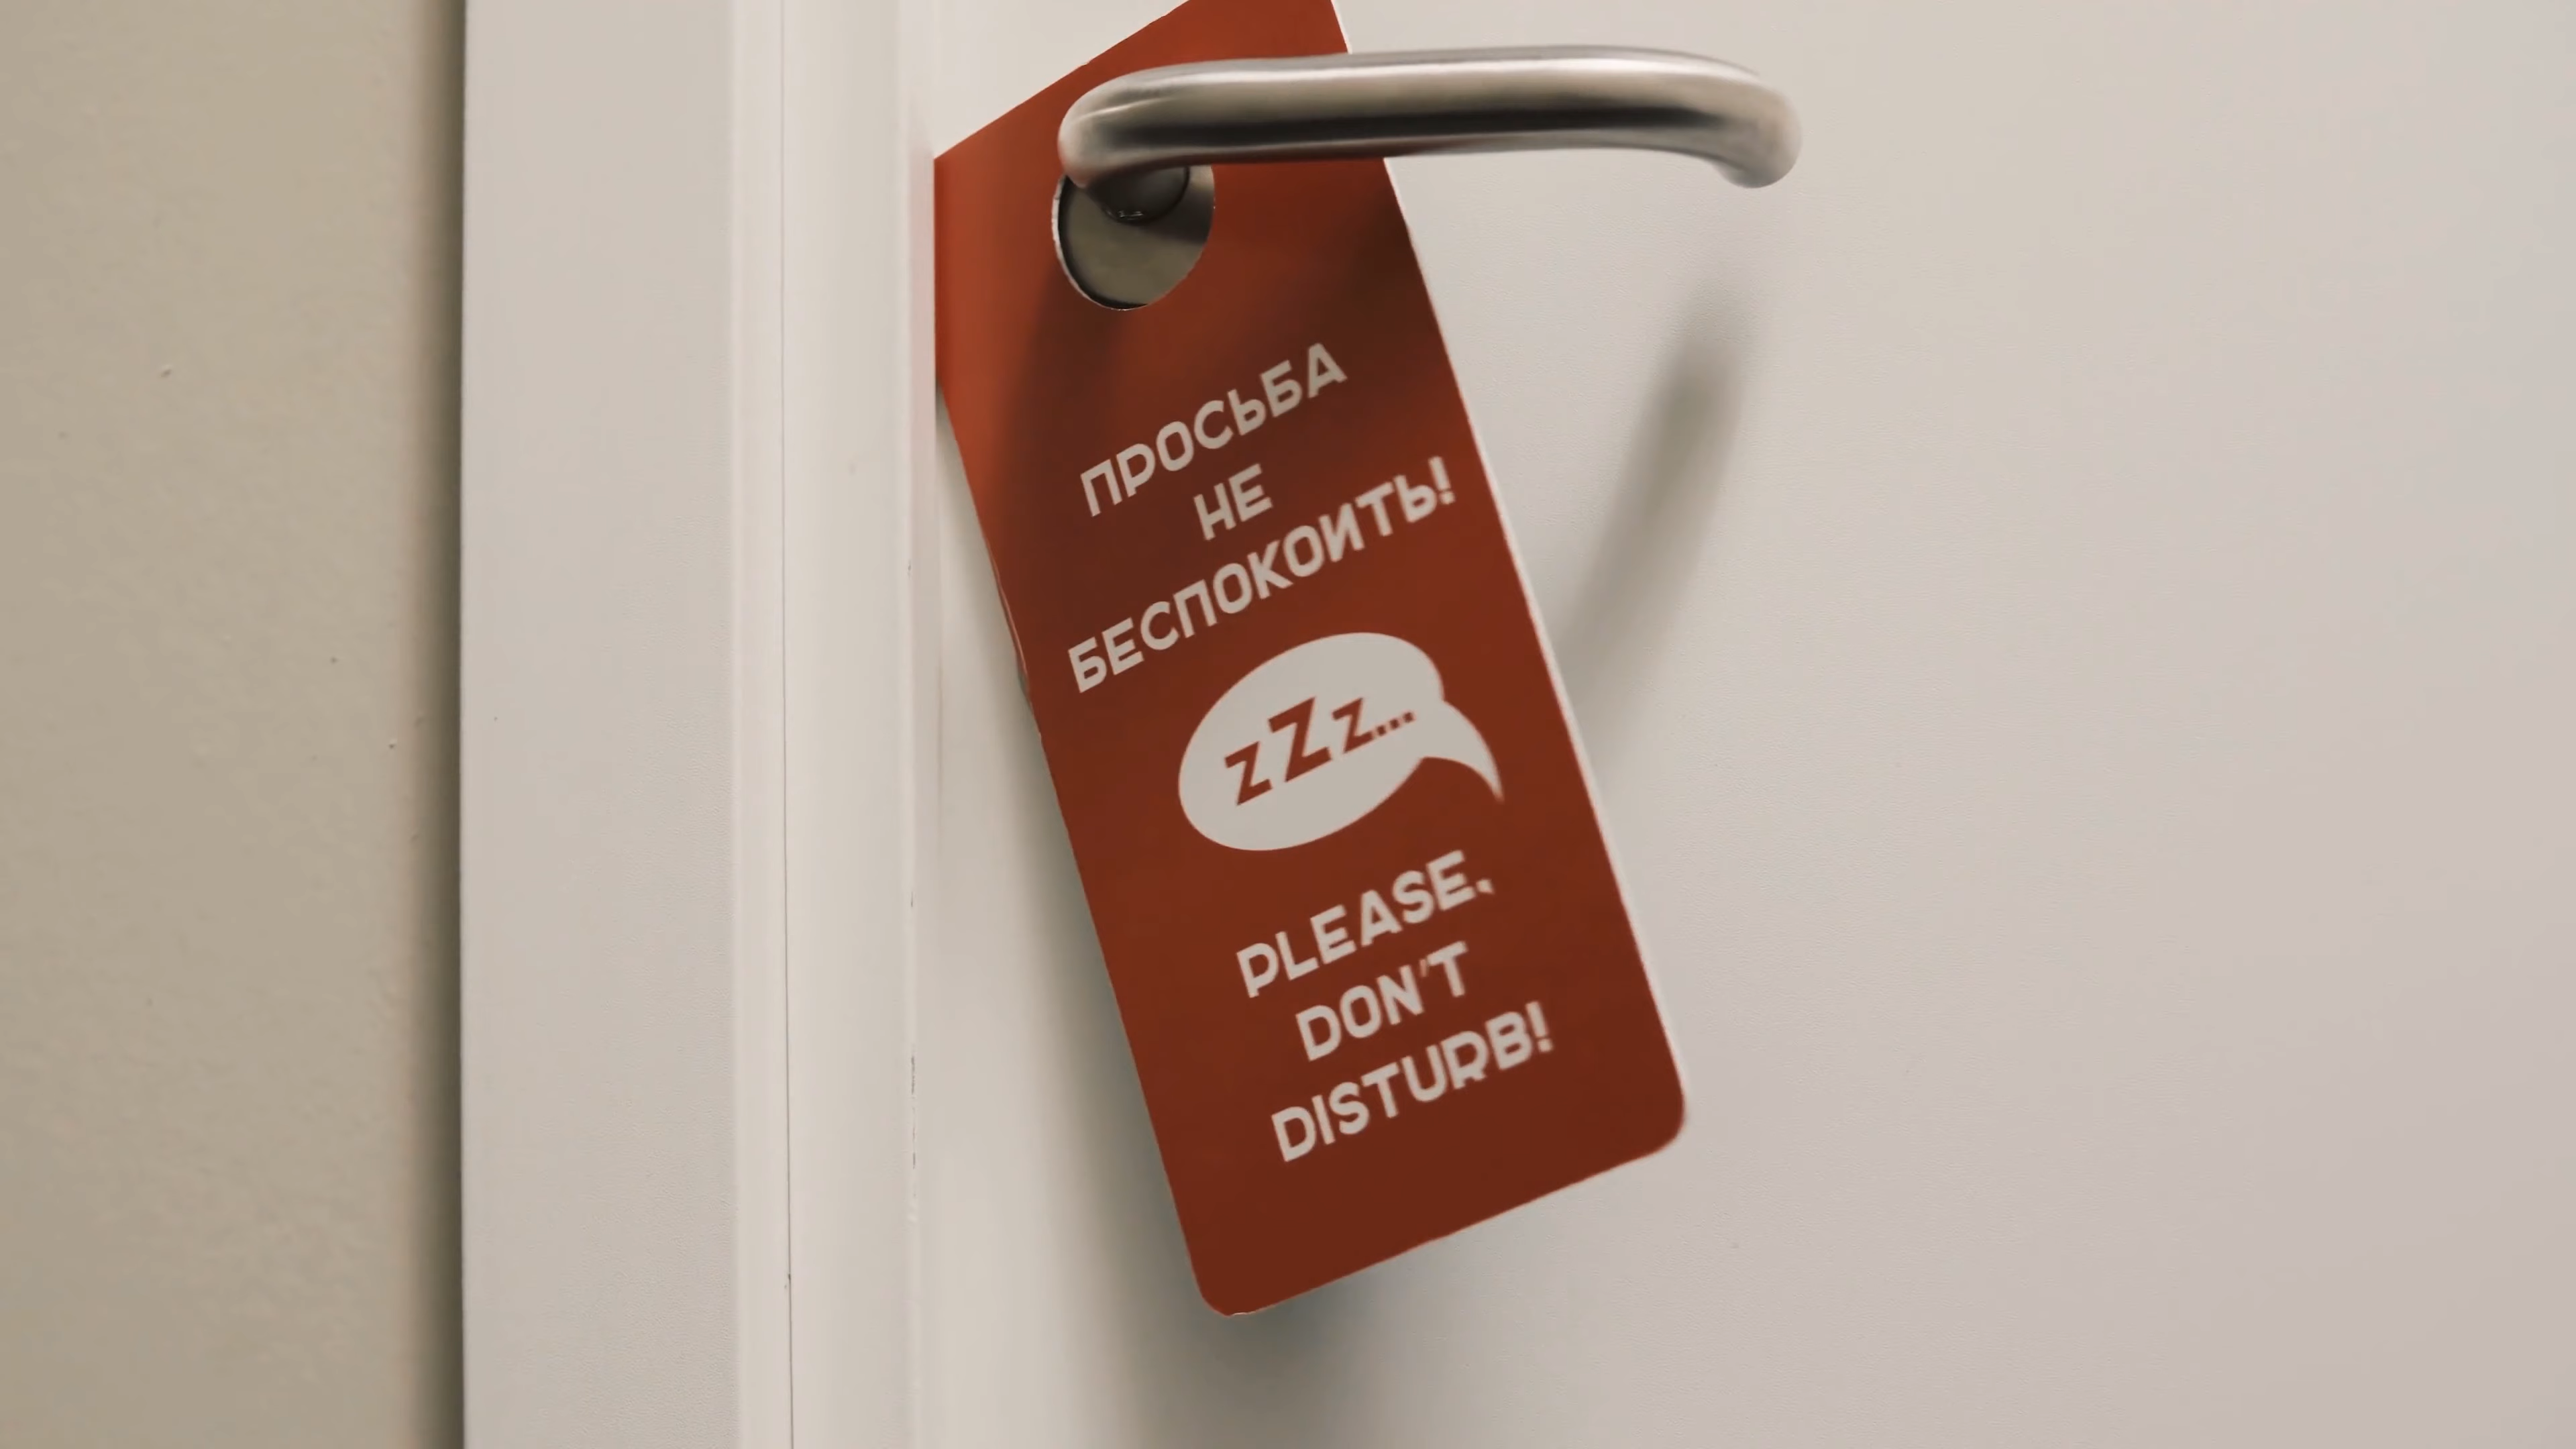 ПРОСЬБА
НЕ
БЕСПОКОИТЬ!
zZz...
PLEASE,
DON'T
DISTURB!